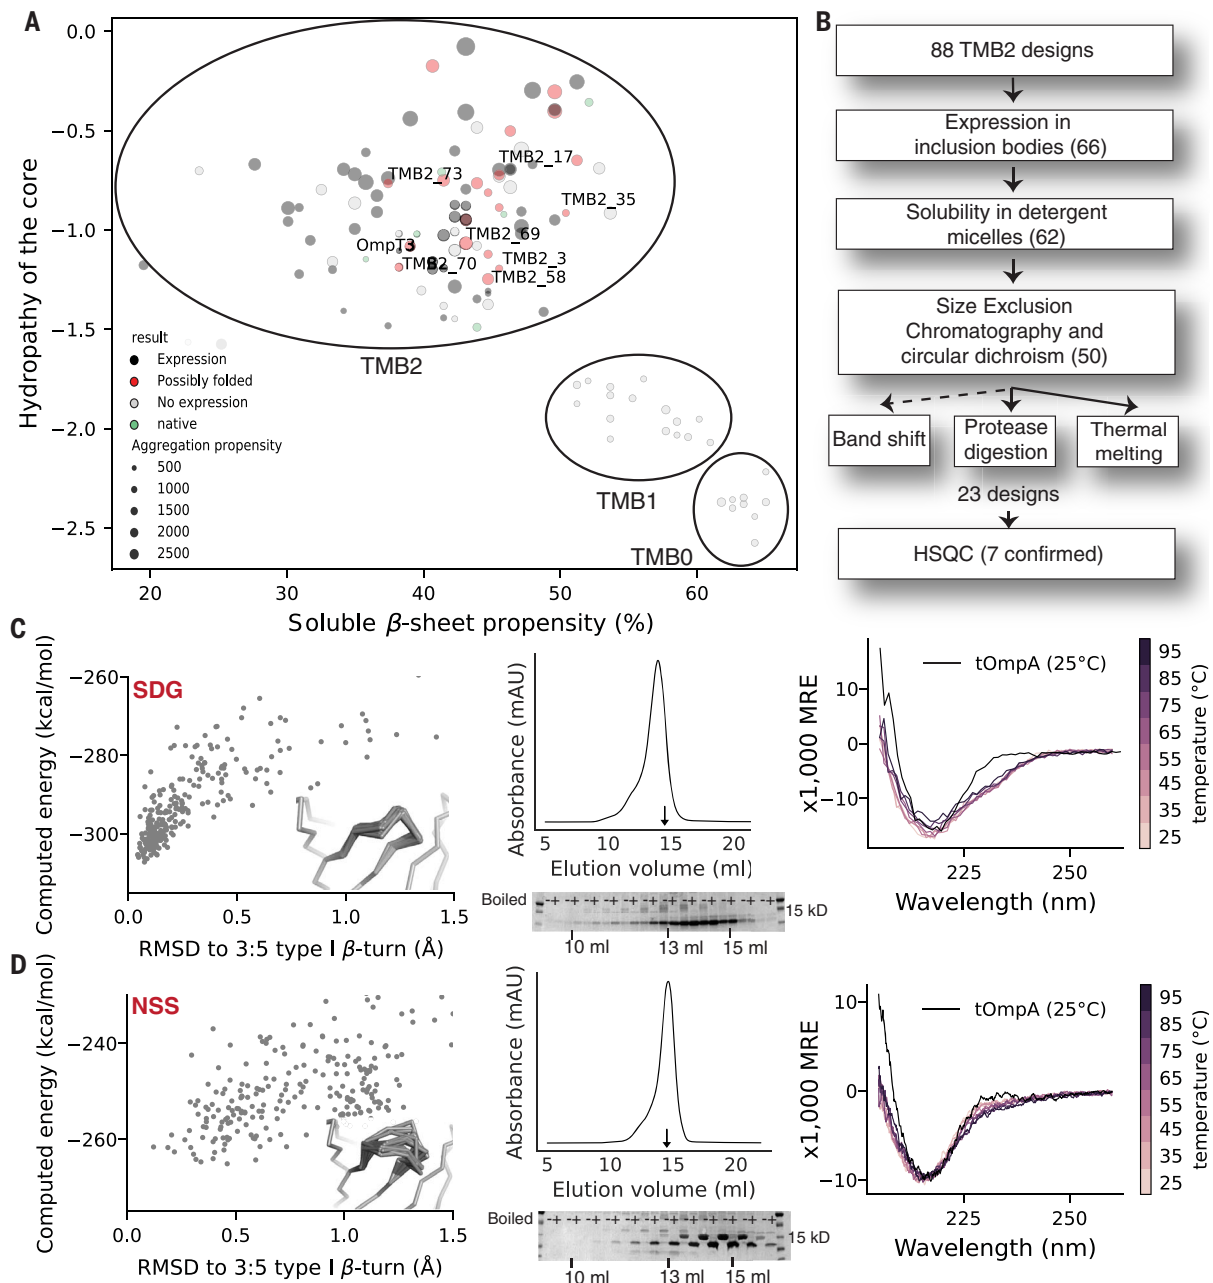 A
0.0
−0.5
−1.0
−1.5
−2.0
−2.5
Hydropathy of the core
TMB2_17
TMB2_73
TMB2_35
OmpT3
TMB2_69
TMB2_70
TMB2_3
TMB2_58
result
Expression
Possibly folded
No expression
native
Aggregation propensity
500
1000
1500
2000
2500
TMB2
TMB1
TMB0
20 30 40 50 60
Soluble β-sheet propensity (%)
B
88 TMB2 designs
Expression in
inclusion bodies (66)
Solubility in detergent
micelles (62)
Size Exclusion
Chromatography and
circular dichroism (50)
Band shift
Protease
digestion
Thermal
melting
23 designs
HSQC (7 confirmed)
C
Computed energy (kcal/mol)
−260
−280
−300
SDG
0.0 0.5 1.0 1.5
RMSD to 3:5 type I β-turn (Å)
Absorbance (mAU)
5 10 15 20
Elution volume (ml)
Boiled
-+-+-+-+-+-+-+-+-+-+-+-+
15 kD
10 ml 13 ml 15 ml
x1,000 MRE
10
0
−10
tOmpA (25°C)
225 250
Wavelength (nm)
95
85
75
65
55
45
35
25
temperature (°C)
D
Computed energy (kcal/mol)
−240
−260
NSS
0.0 0.5 1.0 1.5
RMSD to 3:5 type I β-turn (Å)
Absorbance (mAU)
5 10 15 20
Elution volume (ml)
Boiled
-+-+-+-+-+-+-+-+-+-+-+-+
15 kD
10 ml 13 ml 15 ml
x1,000 MRE
10
0
−10
tOmpA (25°C)
225 250
Wavelength (nm)
95
85
75
65
55
45
35
25
temperature (°C)